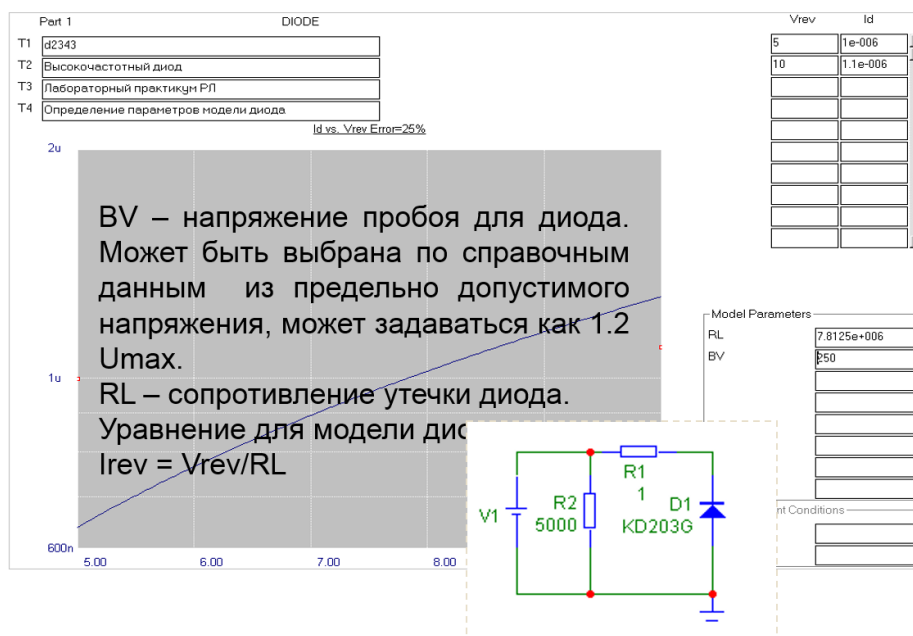 Part 1 DIODE
T1 d2343
T2 Высокочастотный диод
T3 Лабораторный практикум РЛ
T4 Определение параметров модели диода
Id vs. Vrev Error=25%
Vrev Id
5 1e-006
10 1.1e-006
2u
1u
600n
5.00 6.00 7.00 8.00
BV – напряжение пробоя для диода.
Может быть выбрана по справочным
данным из предельно допустимого
напряжения, может задаваться как 1.2
Umax.
RL – сопротивление утечки диода.
Уравнение для модели
Irev = Vrev/RL
Model Parameters
RL 7.8125e+006
BV 250
Conditions
V1
R2
5000
R1
1
D1
KD203G